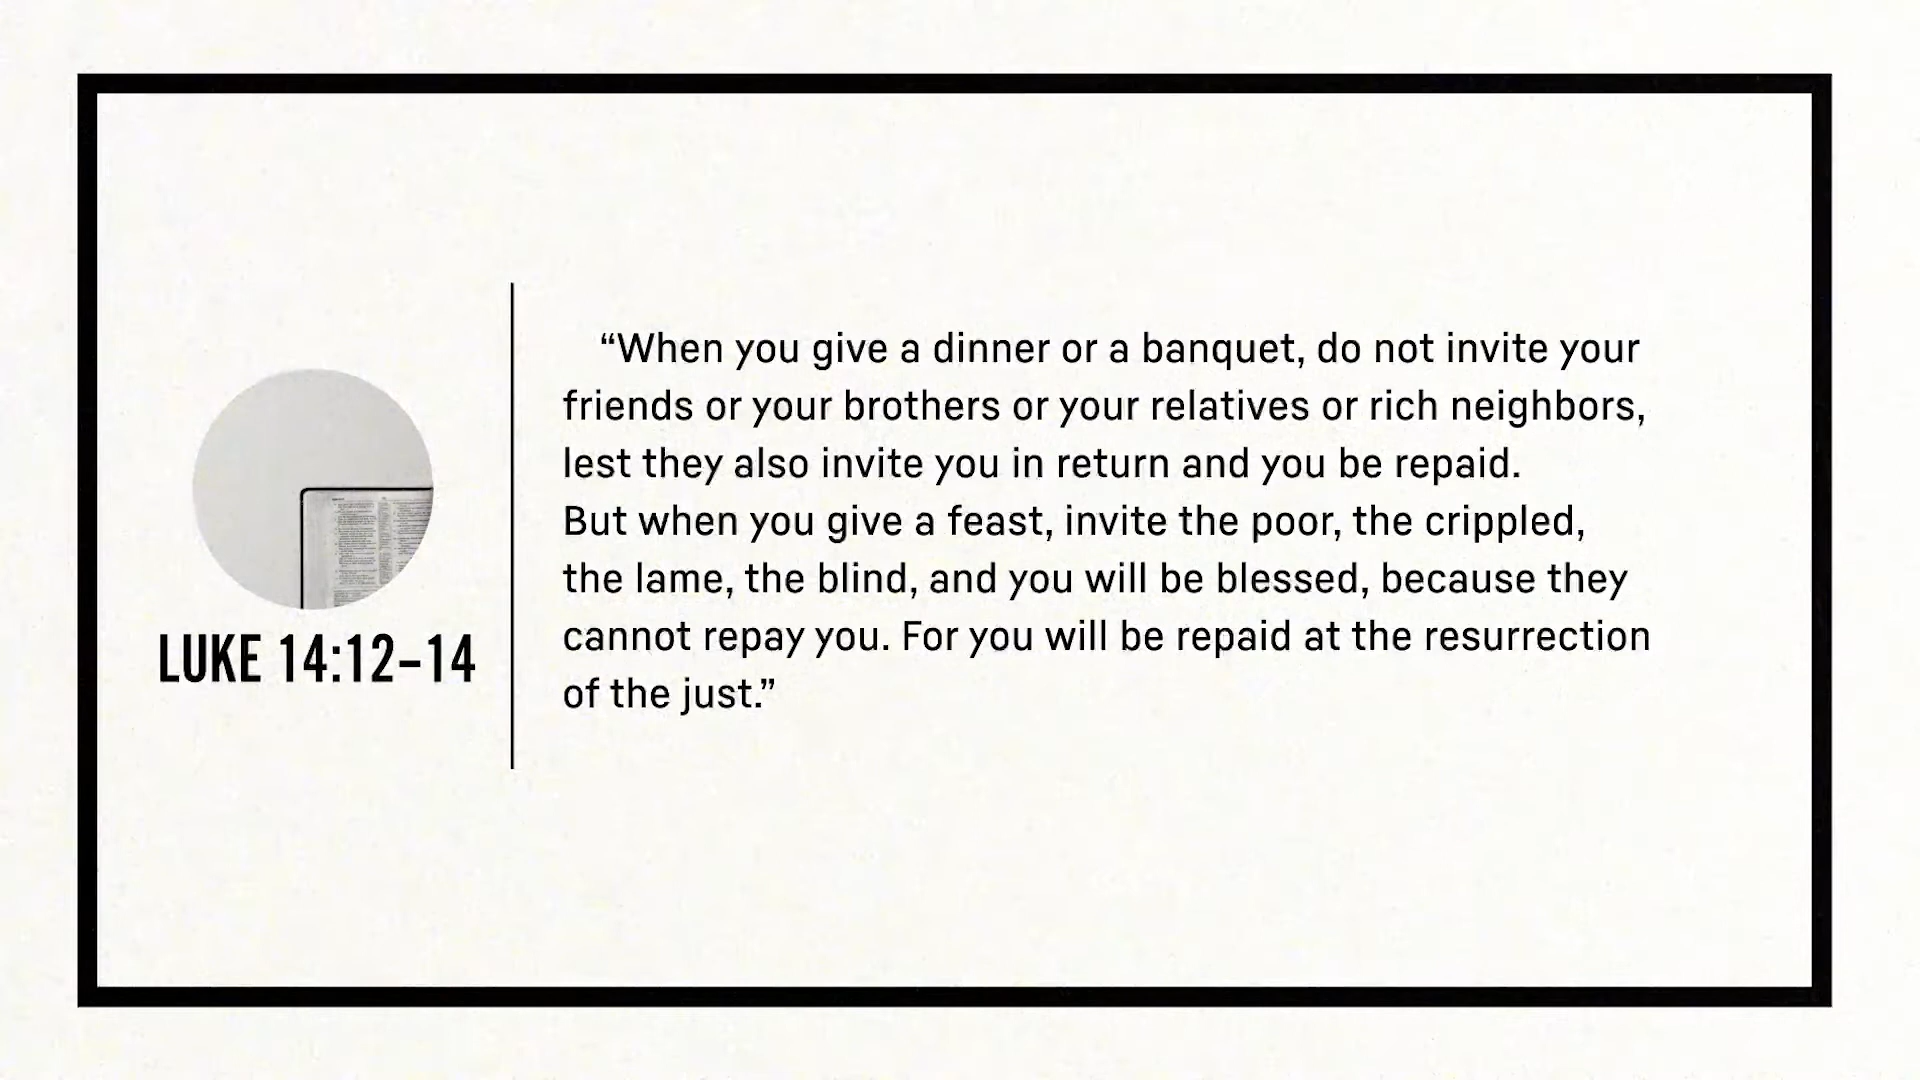 LUKE 14:12–14
“When you give a dinner or a banquet, do not invite your
friends or your brothers or your relatives or rich neighbors,
lest they also invite you in return and you be repaid.
But when you give a feast, invite the poor, the crippled,
the lame, the blind, and you will be blessed, because they
cannot repay you. For you will be repaid at the resurrection
of the just.”